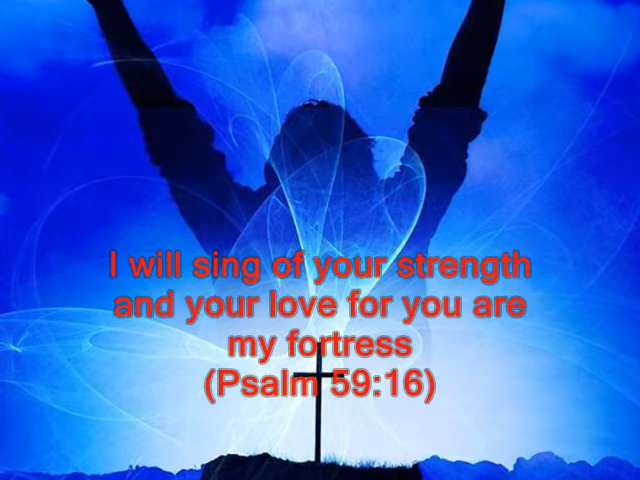 I will sing of your strength
and your love for you are
my fortress
(Psalm 59:16)